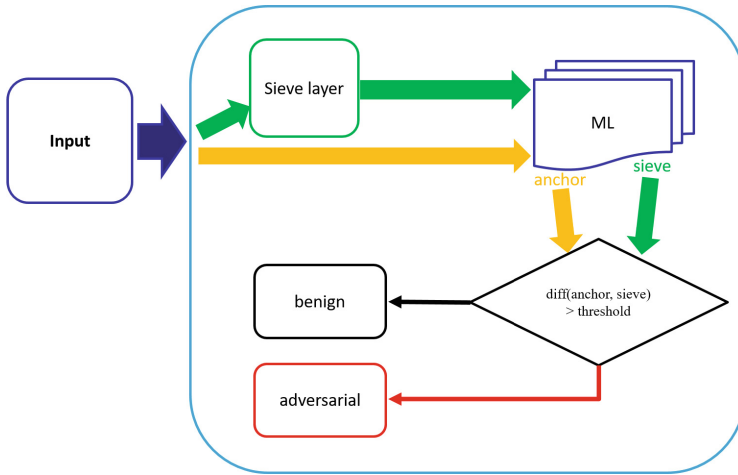 Sieve layer
Input
ML
anchor
sieve
diff(anchor, sieve)
> threshold
benign
adversarial